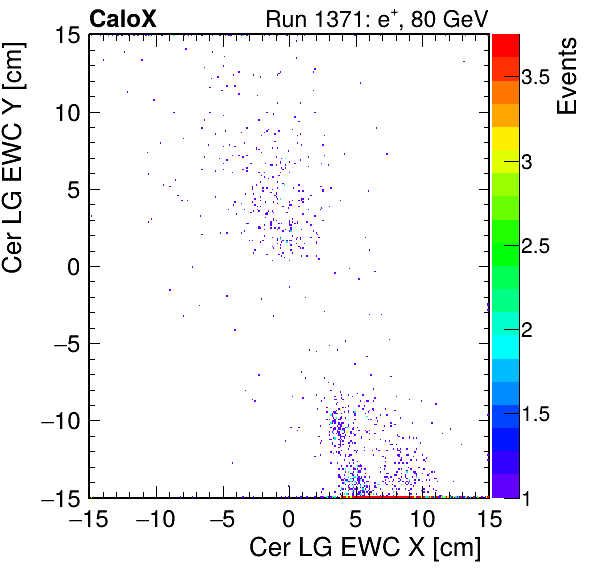 CaloX Run 1371: e+, 80 GeV
Cer LG EWC Y [cm]
15
10
5
0
−5
−10
−15
−15 −10 −5 0 5 10 15
Cer LG EWC X [cm]
Events
3.5
3
2.5
2
1.5
1